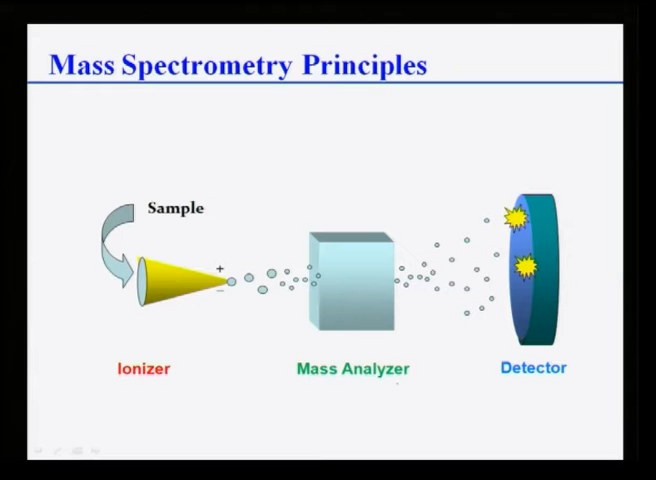 Mass Spectrometry Principles
Sample
+
–
Ionizer
Mass Analyzer
Detector